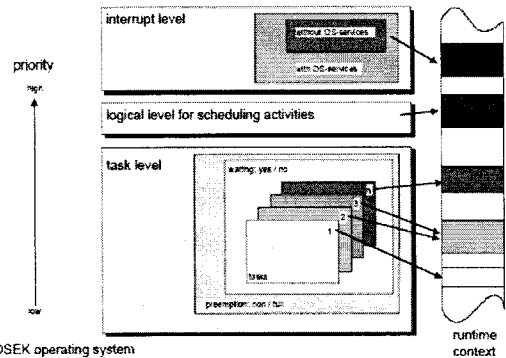 interrupt level
without OS-services
with OS-services
priority
high
logical level for scheduling activities
task level
waiting: yes / no
n
3
2
1
tasks
preemption: non / full
low
OSEK operating system
runtime
context